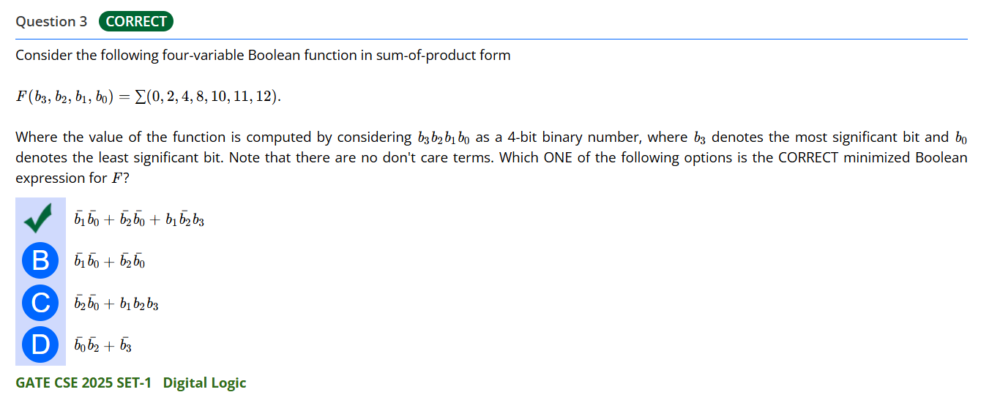 Question 3 CORRECT
Consider the following four-variable Boolean function in sum-of-product form
F(b₃, b₂, b₁, b₀) = ∑(0, 2, 4, 8, 10, 11, 12).
Where the value of the function is computed by considering b₃b₂b₁b₀ as a 4-bit binary number, where b₃ denotes the most significant bit and b₀
denotes the least significant bit. Note that there are no don't care terms. Which ONE of the following options is the CORRECT minimized Boolean
expression for F?
b̄₁b̄₀ + b̄₂b̄₀ + b₁b̄₂b₃
B b̄₁b̄₀ + b̄₂b̄₀
C b̄₂b̄₀ + b₁b₂b₃
D b̄₀b̄₂ + b̄₃
GATE CSE 2025 SET-1 Digital Logic